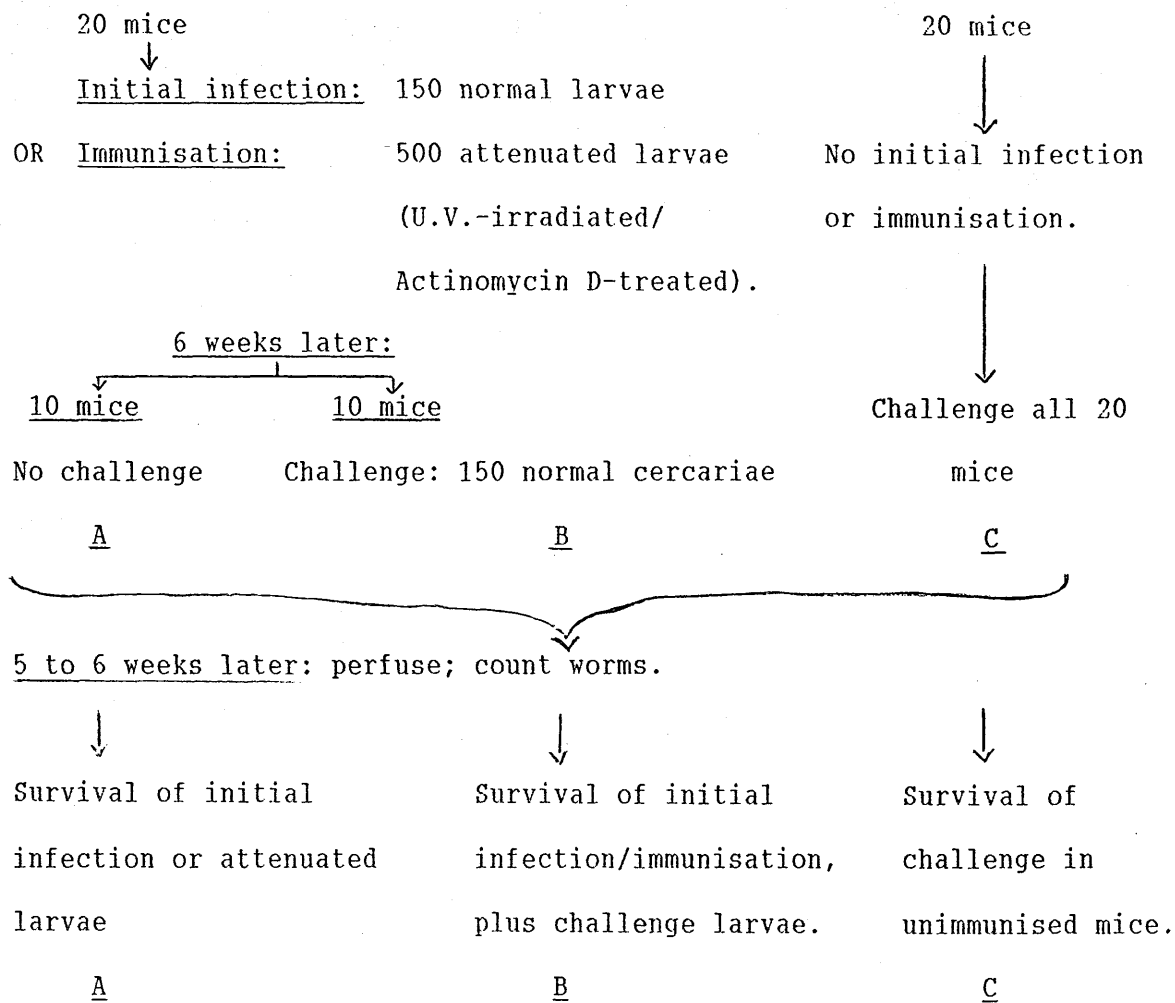 20 mice 20 mice
Initial infection: 150 normal larvae
OR Immunisation: 500 attenuated larvae No initial infection
(U.V.-irradiated/ or immunisation.
Actinomycin D-treated).
6 weeks later:
10 mice 10 mice Challenge all 20
No challenge Challenge: 150 normal cercariae mice
A B C
5 to 6 weeks later: perfuse; count worms.
Survival of initial Survival of initial Survival of
infection or attenuated infection/immunisation, challenge in
larvae plus challenge larvae. unimmunised mice.
A B C